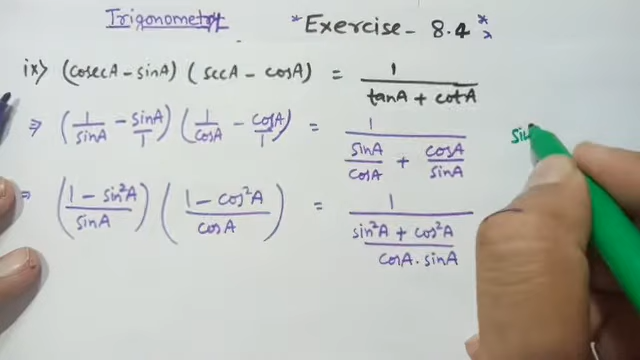 Trigonometry
* Exercise - 8.4 *
ix> (cosecA - sinA) (secA - cosA) = 1 / (tanA + cotA)
⇒ (1/sinA - sinA/1) (1/cosA - cosA/1) = 1 / (sinA/cosA + cosA/sinA)
= ((1 - sin²A)/sinA) ((1 - cos²A)/cosA) = 1 / ((sin²A + cos²A)/(cosA . sinA))